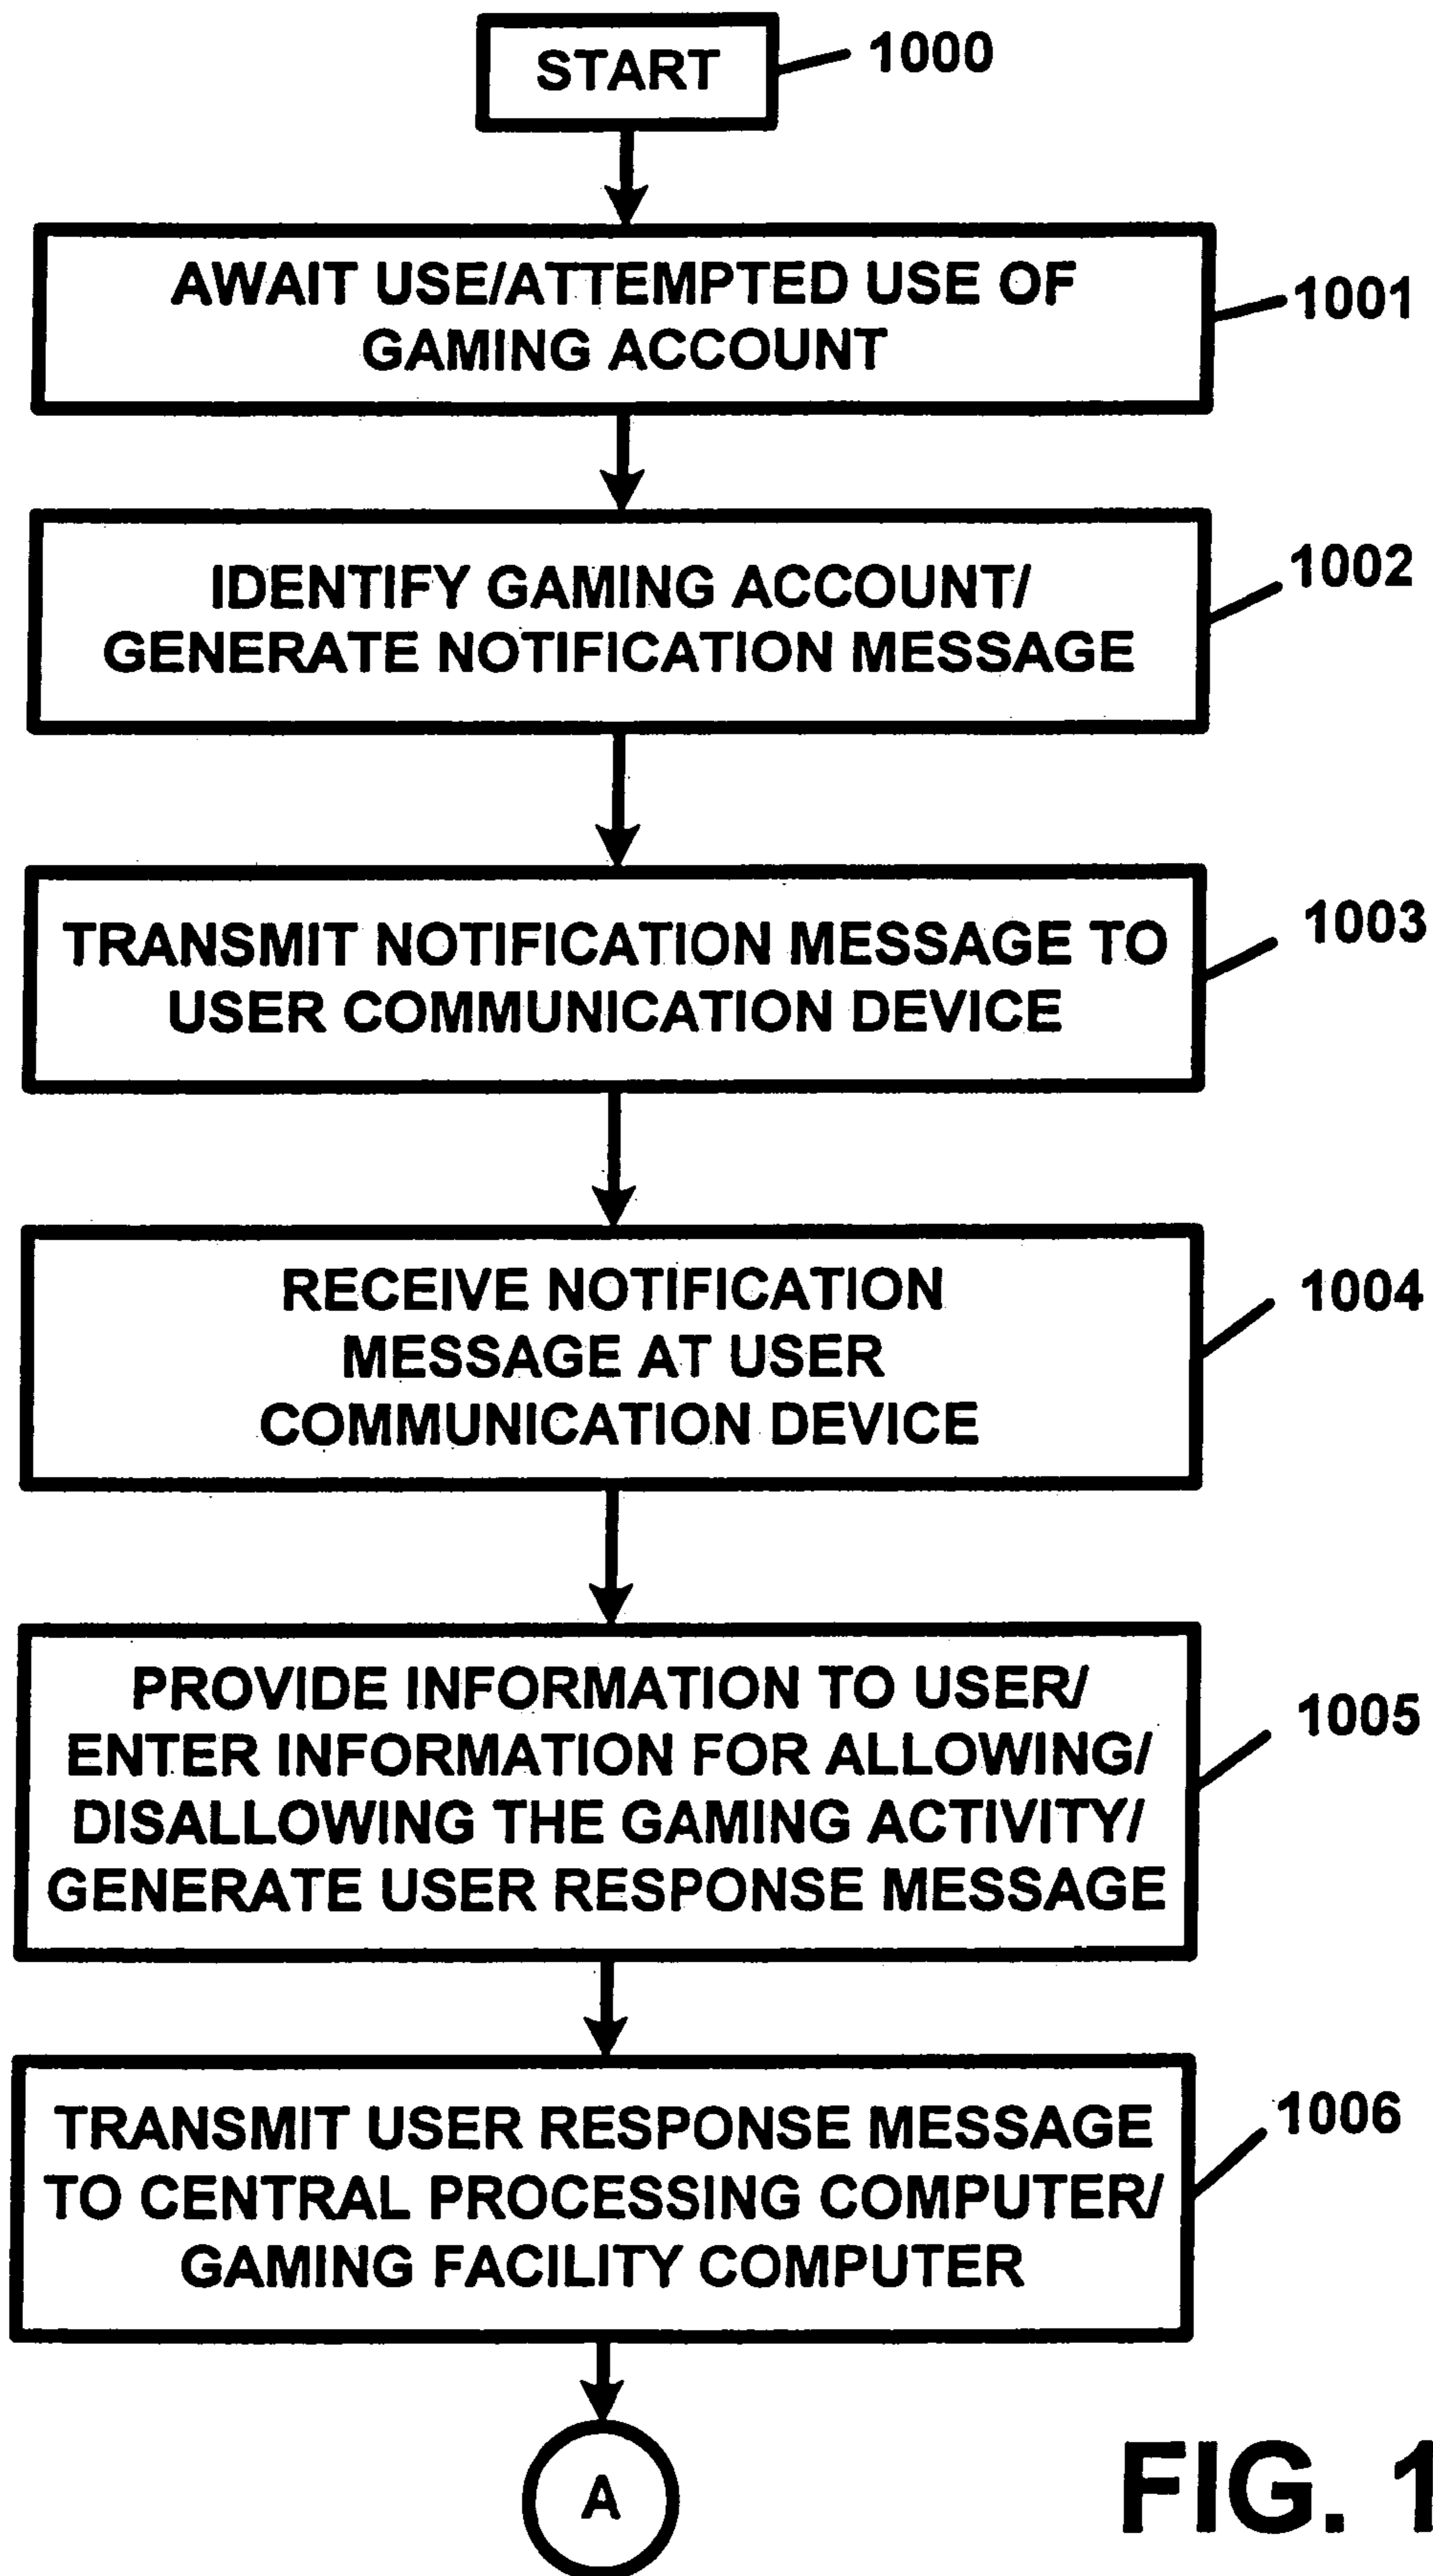 START
1000
AWAIT USE/ATTEMPTED USE OF
GAMING ACCOUNT
1001
IDENTIFY GAMING ACCOUNT/
GENERATE NOTIFICATION MESSAGE
1002
TRANSMIT NOTIFICATION MESSAGE TO
USER COMMUNICATION DEVICE
1003
RECEIVE NOTIFICATION
MESSAGE AT USER
COMMUNICATION DEVICE
1004
PROVIDE INFORMATION TO USER/
ENTER INFORMATION FOR ALLOWING/
DISALLOWING THE GAMING ACTIVITY/
GENERATE USER RESPONSE MESSAGE
1005
TRANSMIT USER RESPONSE MESSAGE
TO CENTRAL PROCESSING COMPUTER/
GAMING FACILITY COMPUTER
1006
A
FIG. 1